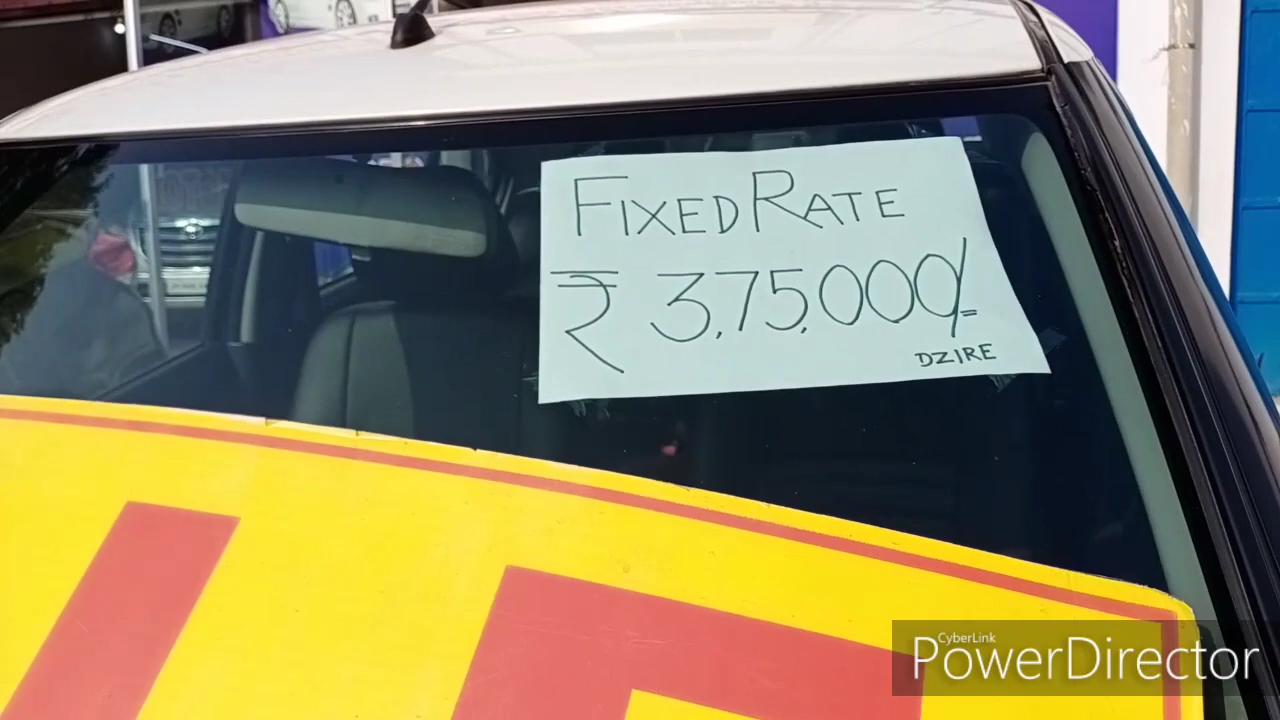 FIXED RATE
₹ 3,75,000/=
DZIRE
CyberLink
PowerDirector